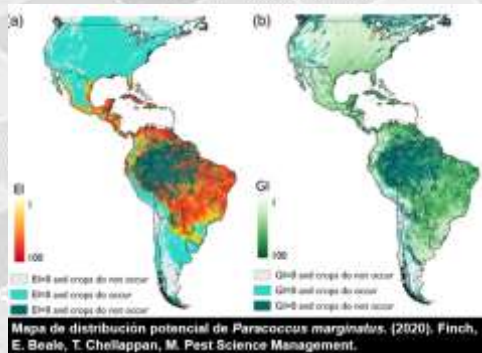 (a)
(b)
EI
1
100
EI=0 and crops do not occur
EI=0 and crops do occur
EI>0 and crops do not occur
GI
1
100
GI=0 and crops do not occur
GI=0 and crops do occur
GI>0 and crops do not occur
Mapa de distribución potencial de Paracoccus marginatus. (2020). Finch,
E. Beale, T. Chellappan, M. Pest Science Management.